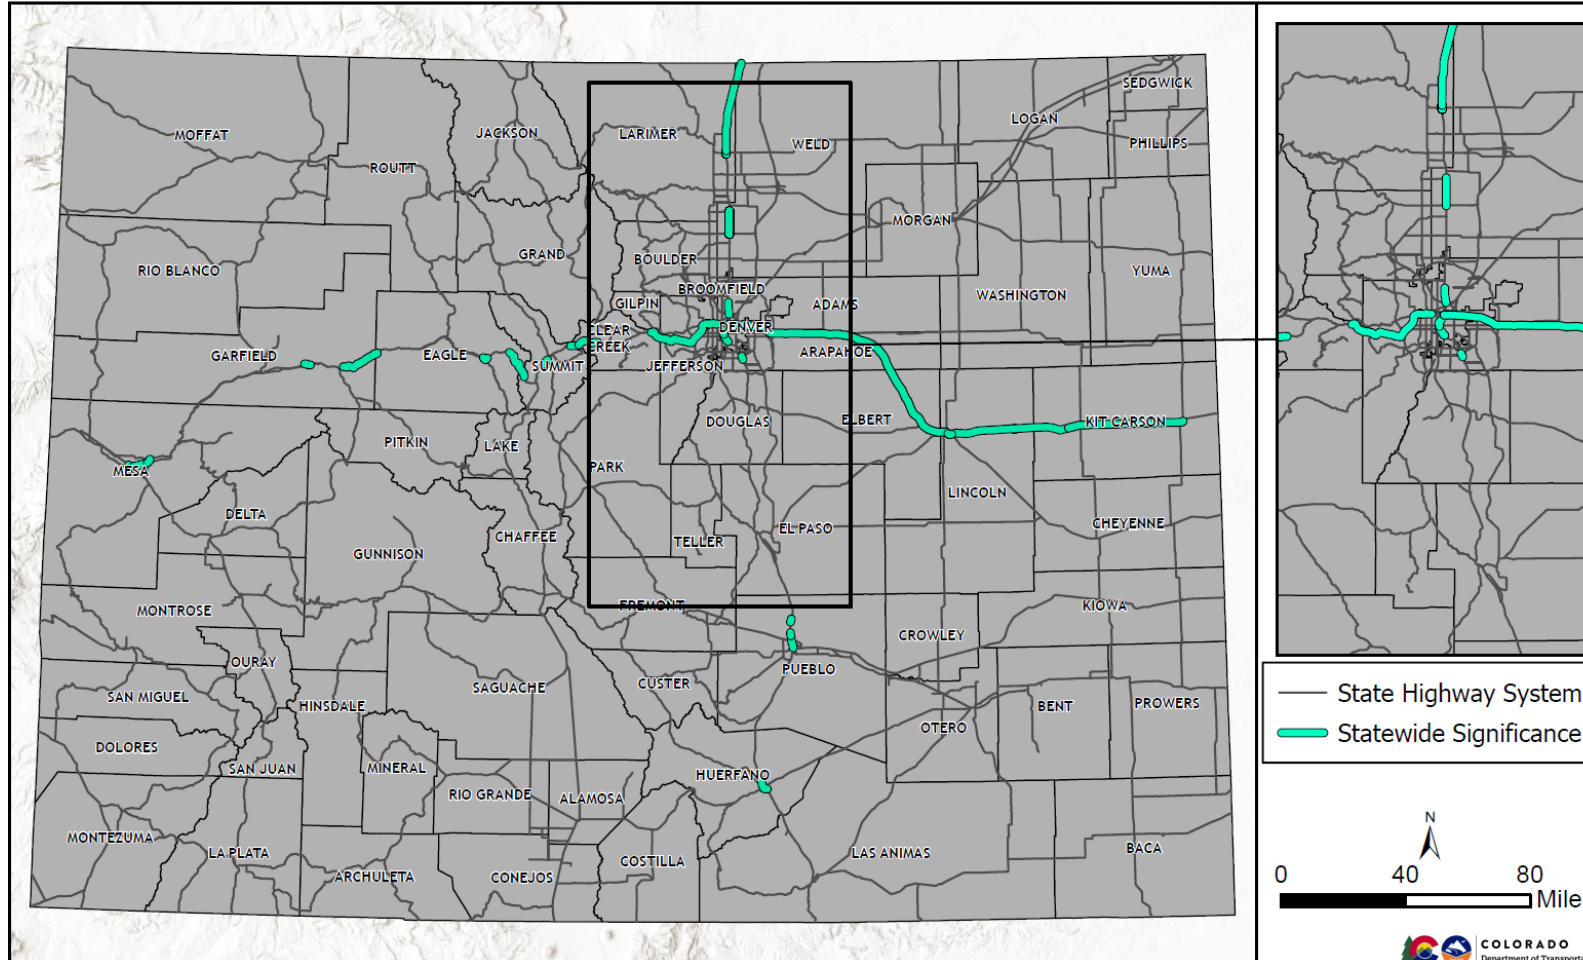 SEDGWICK
LOGAN
MOFFAT
JACKSON
LARIMER
WELD
PHILLIPS
ROUTT
MORGAN
GRAND
BOULDER
RIO BLANCO
YUMA
BROOMFIELD
WASHINGTON
GILPIN
ADAMS
CLEAR
CREEK
DENVER
GARFIELD
EAGLE
SUMMIT
JEFFERSON
ARAPAHOE
DOUGLAS
ELBERT
KIT CARSON
PITKIN
LAKE
MESA
PARK
LINCOLN
DELTA
CHEYENNE
CHAFFEE
EL PASO
TELLER
GUNNISON
MONTROSE
FREMONT
KIOWA
CROWLEY
OURAY
PUEBLO
CUSTER
SAGUACHE
SAN MIGUEL
HINSDALE
BENT
PROWERS
OTERO
DOLORES
SAN JUAN
MINERAL
HUERFANO
RIO GRANDE
ALAMOSA
MONTEZUMA
LA PLATA
COSTILLA
LAS ANIMAS
BACA
ARCHULETA
CONEJOS
State Highway System
Statewide Significance
N
0 40 80
Mile
COLORADO
Department of Transporta